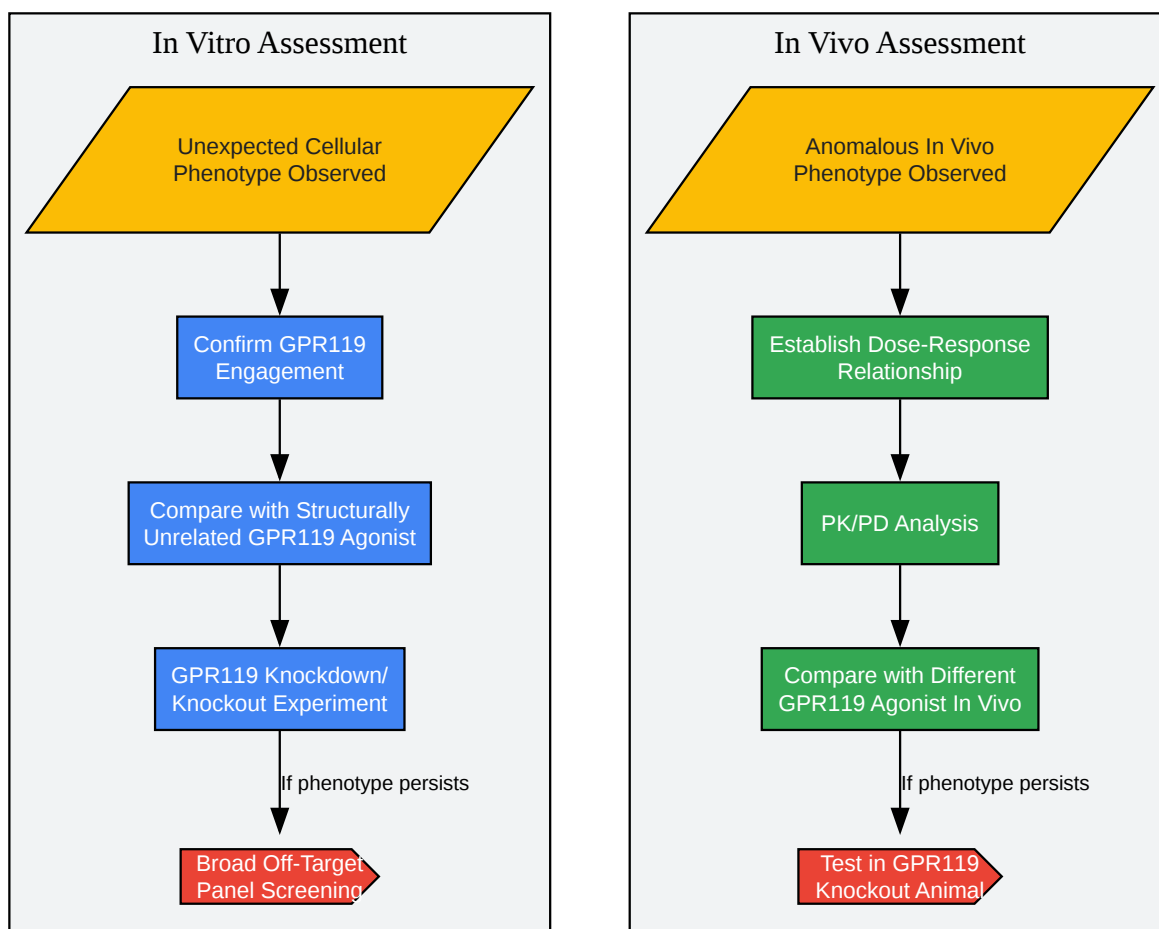 In Vitro Assessment
Unexpected Cellular
Phenotype Observed
Confirm GPR119
Engagement
Compare with Structurally
Unrelated GPR119 Agonist
GPR119 Knockdown/
Knockout Experiment
If phenotype persists
Broad Off-Target
Panel Screening
In Vivo Assessment
Anomalous In Vivo
Phenotype Observed
Establish Dose-Response
Relationship
PK/PD Analysis
Compare with Different
GPR119 Agonist In Vivo
If phenotype persists
Test in GPR119
Knockout Animal